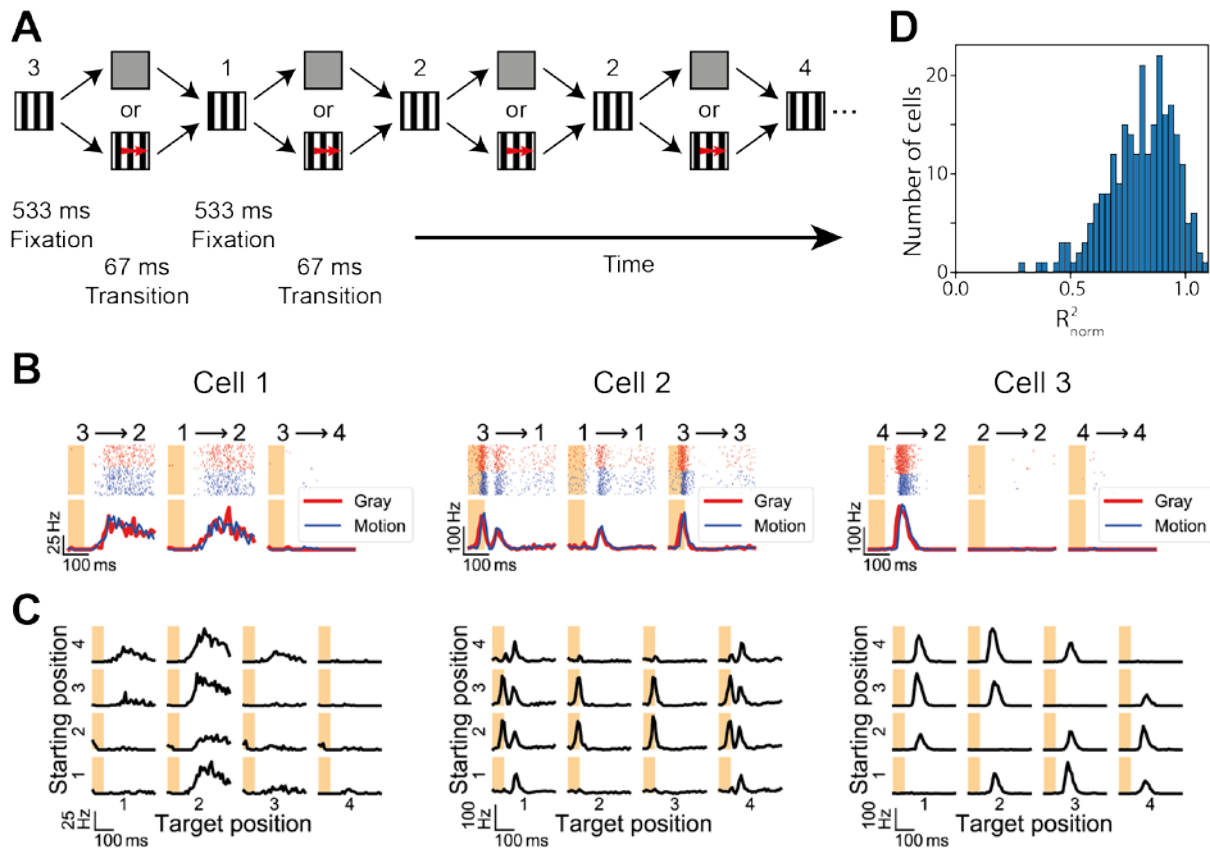 A
3 1 2 2 4
or or or or
...
533 ms
Fixation
533 ms
Fixation
67 ms
Transition
67 ms
Transition
Time
D
Number of cells
20
10
0
0.0 0.5 1.0
R²norm
B
Cell 1
3 → 2 1 → 2 3 → 4
Gray
Motion
25 Hz
100 ms
Cell 2
3 → 1 1 → 1 3 → 3
Gray
Motion
100 Hz
100 ms
Cell 3
4 → 2 2 → 2 4 → 4
Gray
Motion
100 Hz
100 ms
C
Starting position
4
3
2
1
1 2 3 4
25
Hz
100 ms
Target position
Starting position
4
3
2
1
1 2 3 4
100
Hz
100 ms
Target position
Starting position
4
3
2
1
1 2 3 4
100
Hz
100 ms
Target position